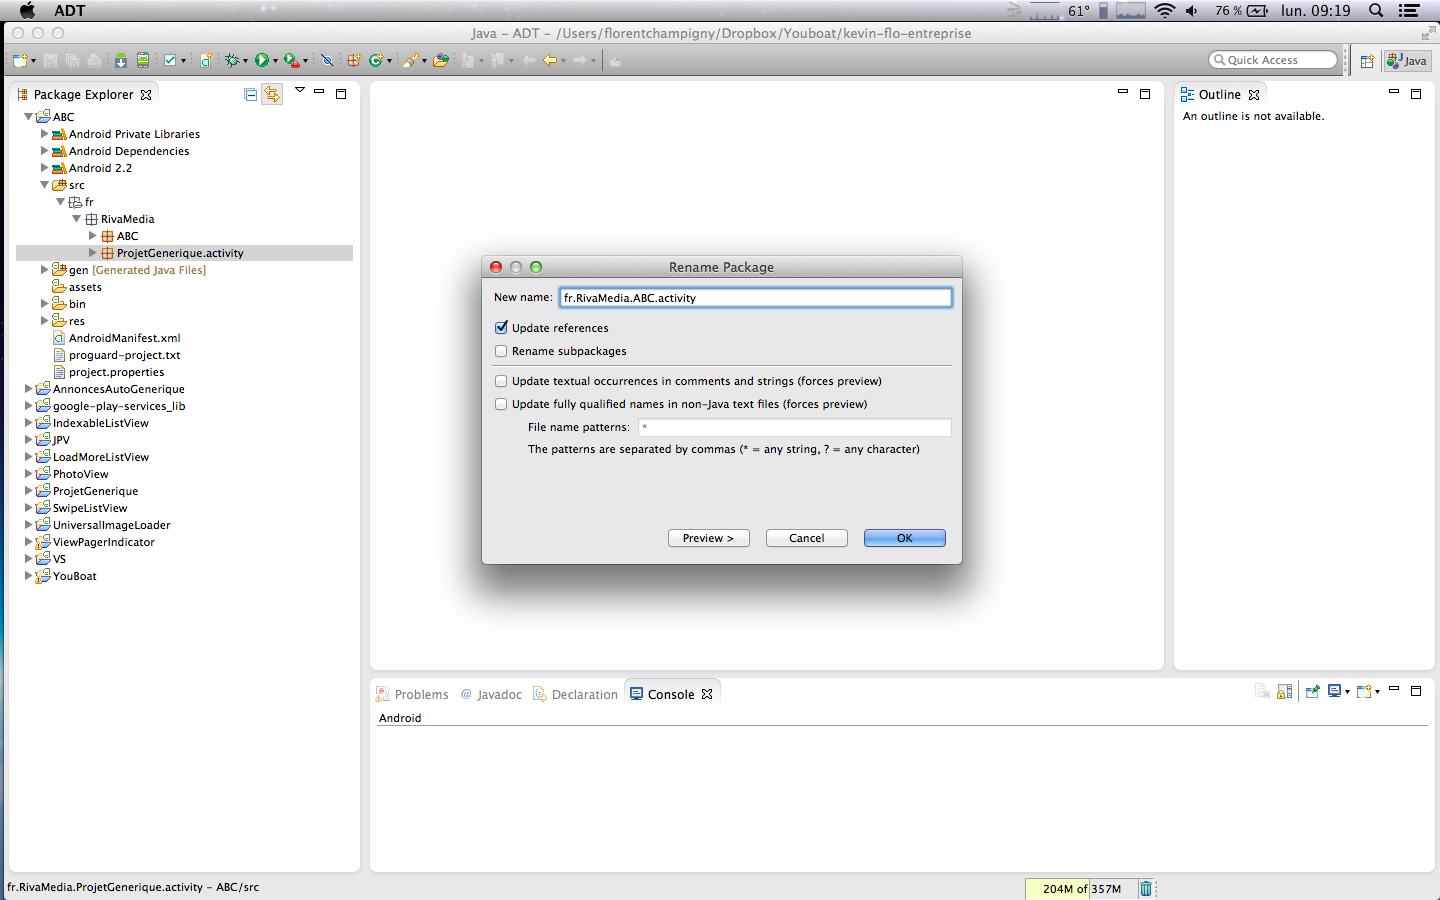 ADT
61°
76 %
lun. 09:19
Java – ADT – /Users/florentchampigny/Dropbox/Youboat/kevin-flo-entreprise
Quick Access
Java
Package Explorer
ABC
Android Private Libraries
Android Dependencies
Android 2.2
src
fr
RivaMedia
ABC
ProjetGenerique.activity
gen [Generated Java Files]
assets
bin
res
AndroidManifest.xml
proguard-project.txt
project.properties
AnnoncesAutoGenerique
google-play-services_lib
IndexableListView
JPV
LoadMoreListView
PhotoView
ProjetGenerique
SwipeListView
UniversalImageLoader
ViewPagerIndicator
VS
YouBoat
Outline
An outline is not available.
Rename Package
New name: fr.RivaMedia.ABC.activity
Update references
Rename subpackages
Update textual occurrences in comments and strings (forces preview)
Update fully qualified names in non-Java text files (forces preview)
File name patterns: *
The patterns are separated by commas (* = any string, ? = any character)
Preview >
Cancel
OK
Problems
@ Javadoc
Declaration
Console
Android
fr.RivaMedia.ProjetGenerique.activity – ABC/src
204M of 357M